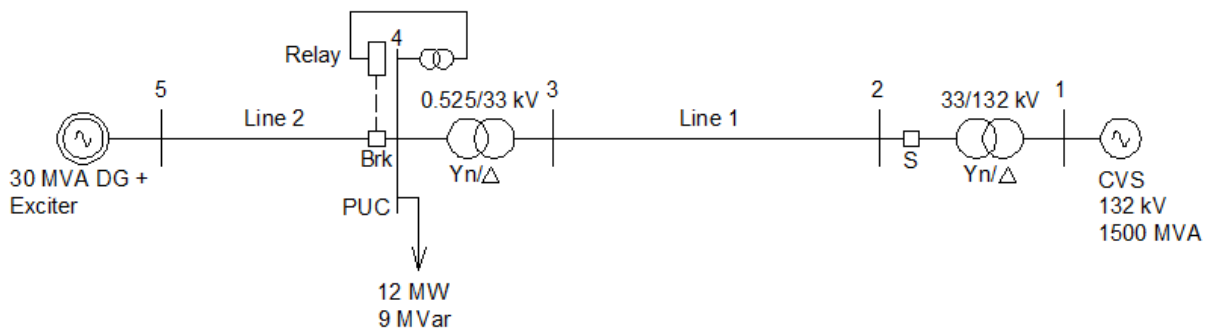 Relay
4
5
Line 2
0.525/33 kV
3
Line 1
2
33/132 kV
1
30 MVA DG +
Exciter
Brk
Yn/△
S
Yn/△
CVS
132 kV
1500 MVA
PUC
12 MW
9 MVar